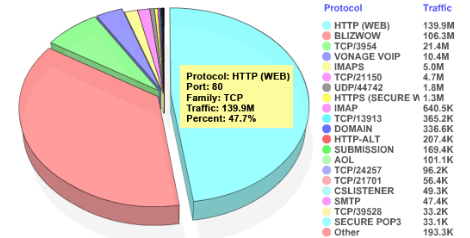 Protocol Traffic
HTTP (WEB) 139.9M
BLIZWOW 106.3M
TCP/3954 21.4M
VONAGE VOIP 10.4M
IMAPS 5.0M
TCP/21150 4.7M
UDP/44742 1.8M
HTTPS (SECURE W 1.3M
IMAP 640.5K
TCP/13913 365.2K
DOMAIN 336.6K
HTTP-ALT 207.4K
SUBMISSION 169.4K
AOL 101.1K
TCP/24257 96.2K
TCP/21701 56.4K
CSLISTENER 49.3K
SMTP 47.4K
TCP/39528 33.2K
SECURE POP3 33.1K
Other 193.3K
Protocol: HTTP (WEB)
Port: 80
Family: TCP
Traffic: 139.9M
Percent: 47.7%